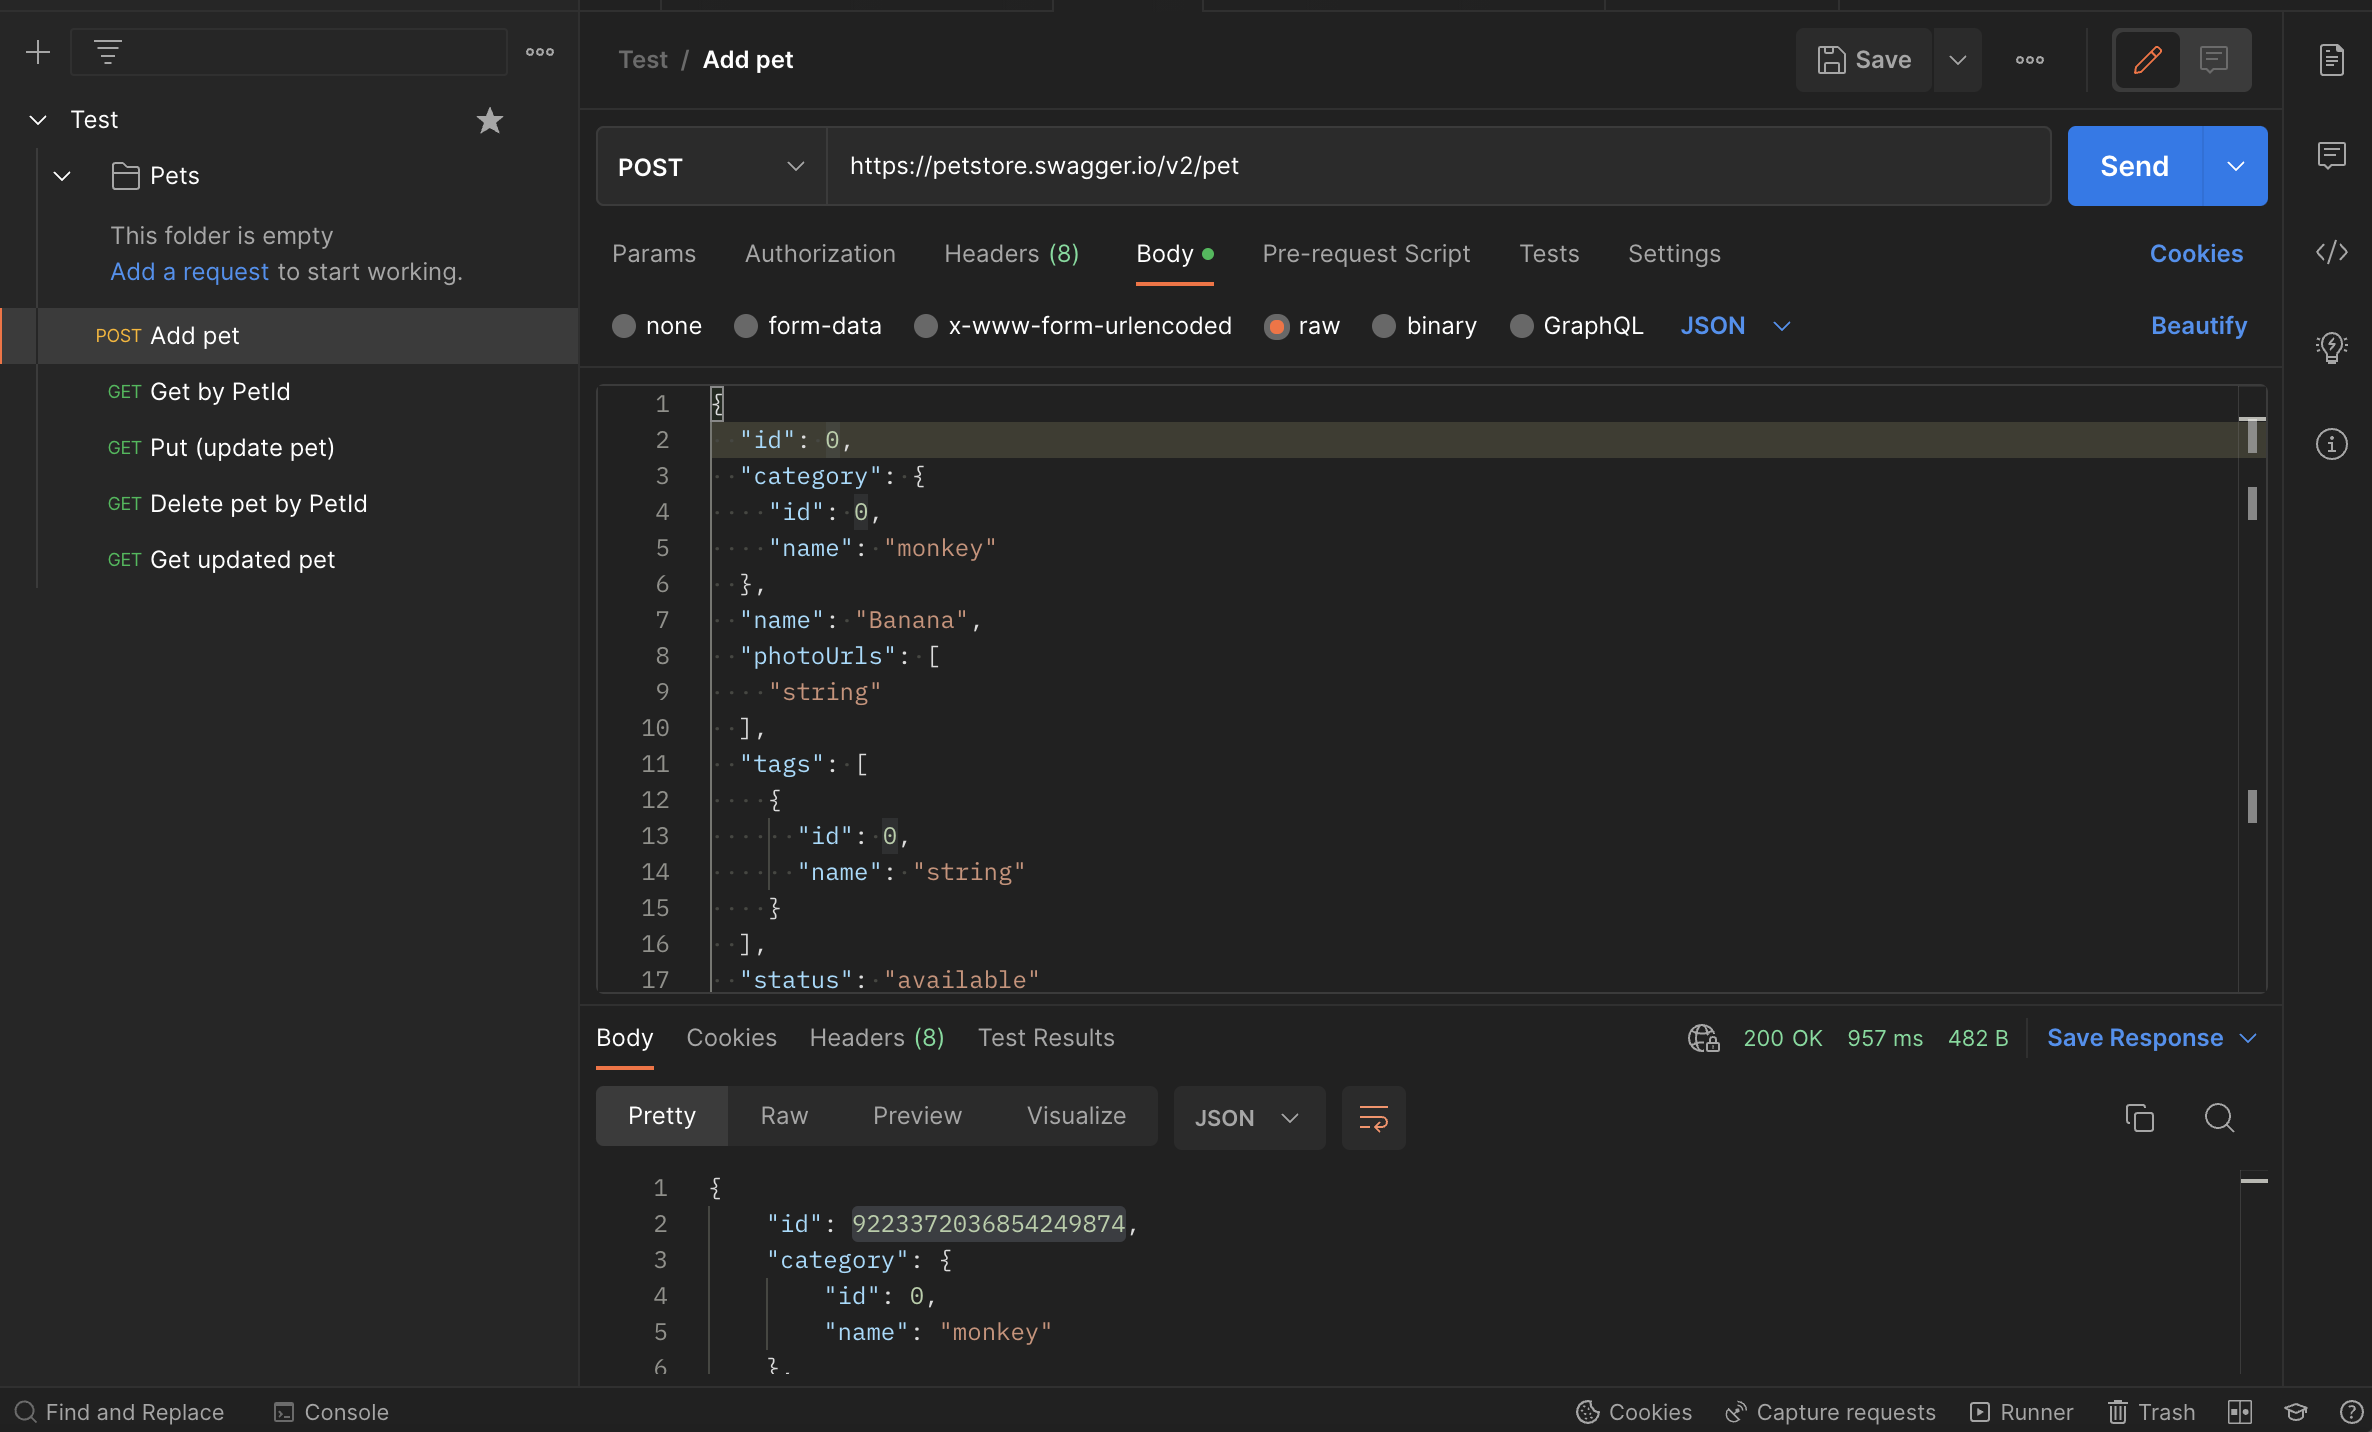 Test
Pets
This folder is empty
Add a request to start working.
POST Add pet
GET Get by PetId
GET Put (update pet)
GET Delete pet by PetId
GET Get updated pet
Test / Add pet
Save
POST
https://petstore.swagger.io/v2/pet
Send
Params Authorization Headers (8) Body Pre-request Script Tests Settings Cookies
none form-data x-www-form-urlencoded raw binary GraphQL JSON Beautify
1 {
2 "id": 0,
3 "category": {
4 "id": 0,
5 "name": "monkey"
6 },
7 "name": "Banana",
8 "photoUrls": [
9 "string"
10 ],
11 "tags": [
12 {
13 "id": 0,
14 "name": "string"
15 }
16 ],
17 "status": "available"
Body Cookies Headers (8) Test Results 200 OK 957 ms 482 B Save Response
Pretty Raw Preview Visualize JSON
1 {
2 "id": 9223372036854249874,
3 "category": {
4 "id": 0,
5 "name": "monkey"
6 },
Find and Replace Console Cookies Capture requests Runner Trash